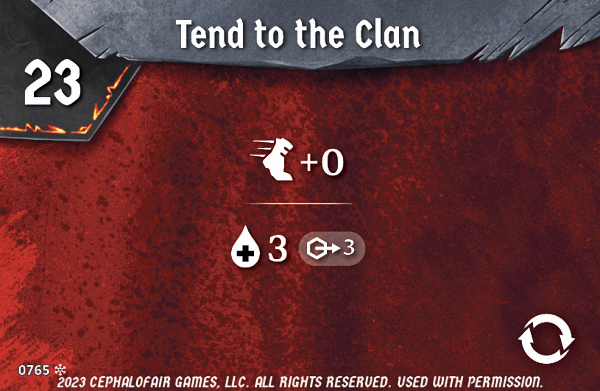 Tend to the Clan
23
+0
3 3
0765
2023 CEPHALOFAIR GAMES, LLC. ALL RIGHTS RESERVED. USED WITH PERMISSION.